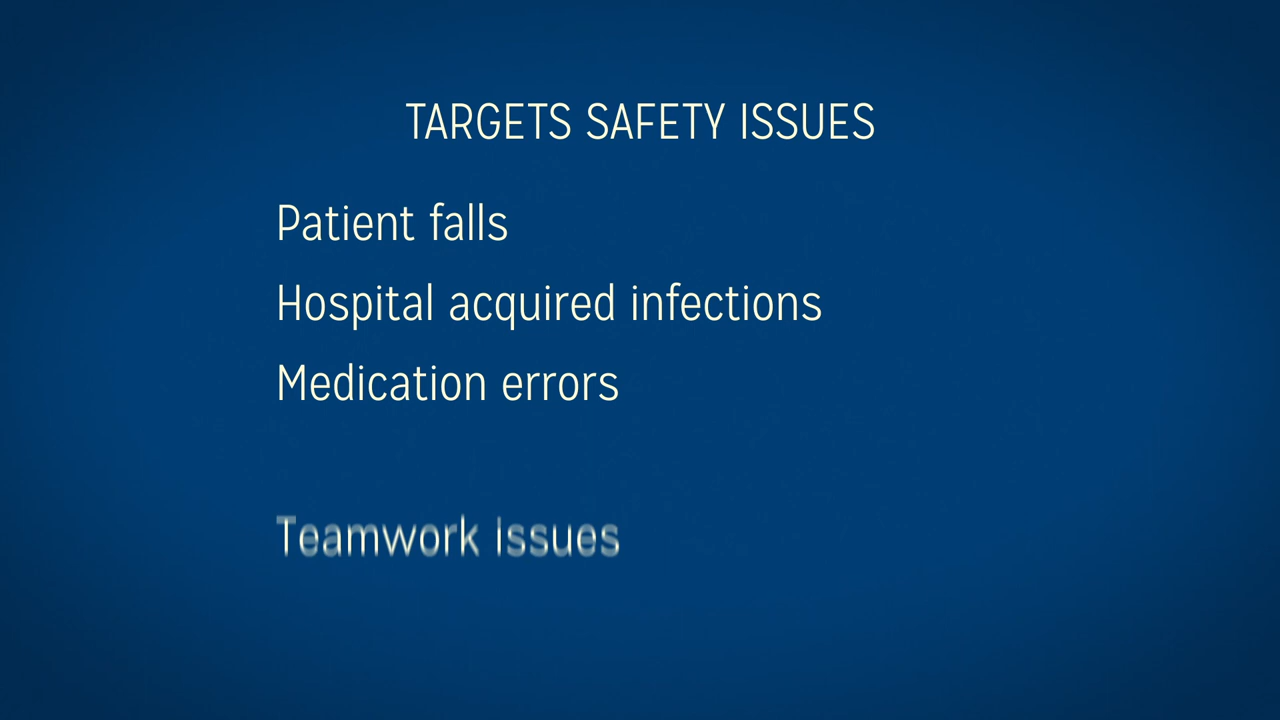 TARGETS SAFETY ISSUES
Patient falls
Hospital acquired infections
Medication errors
Teamwork issues